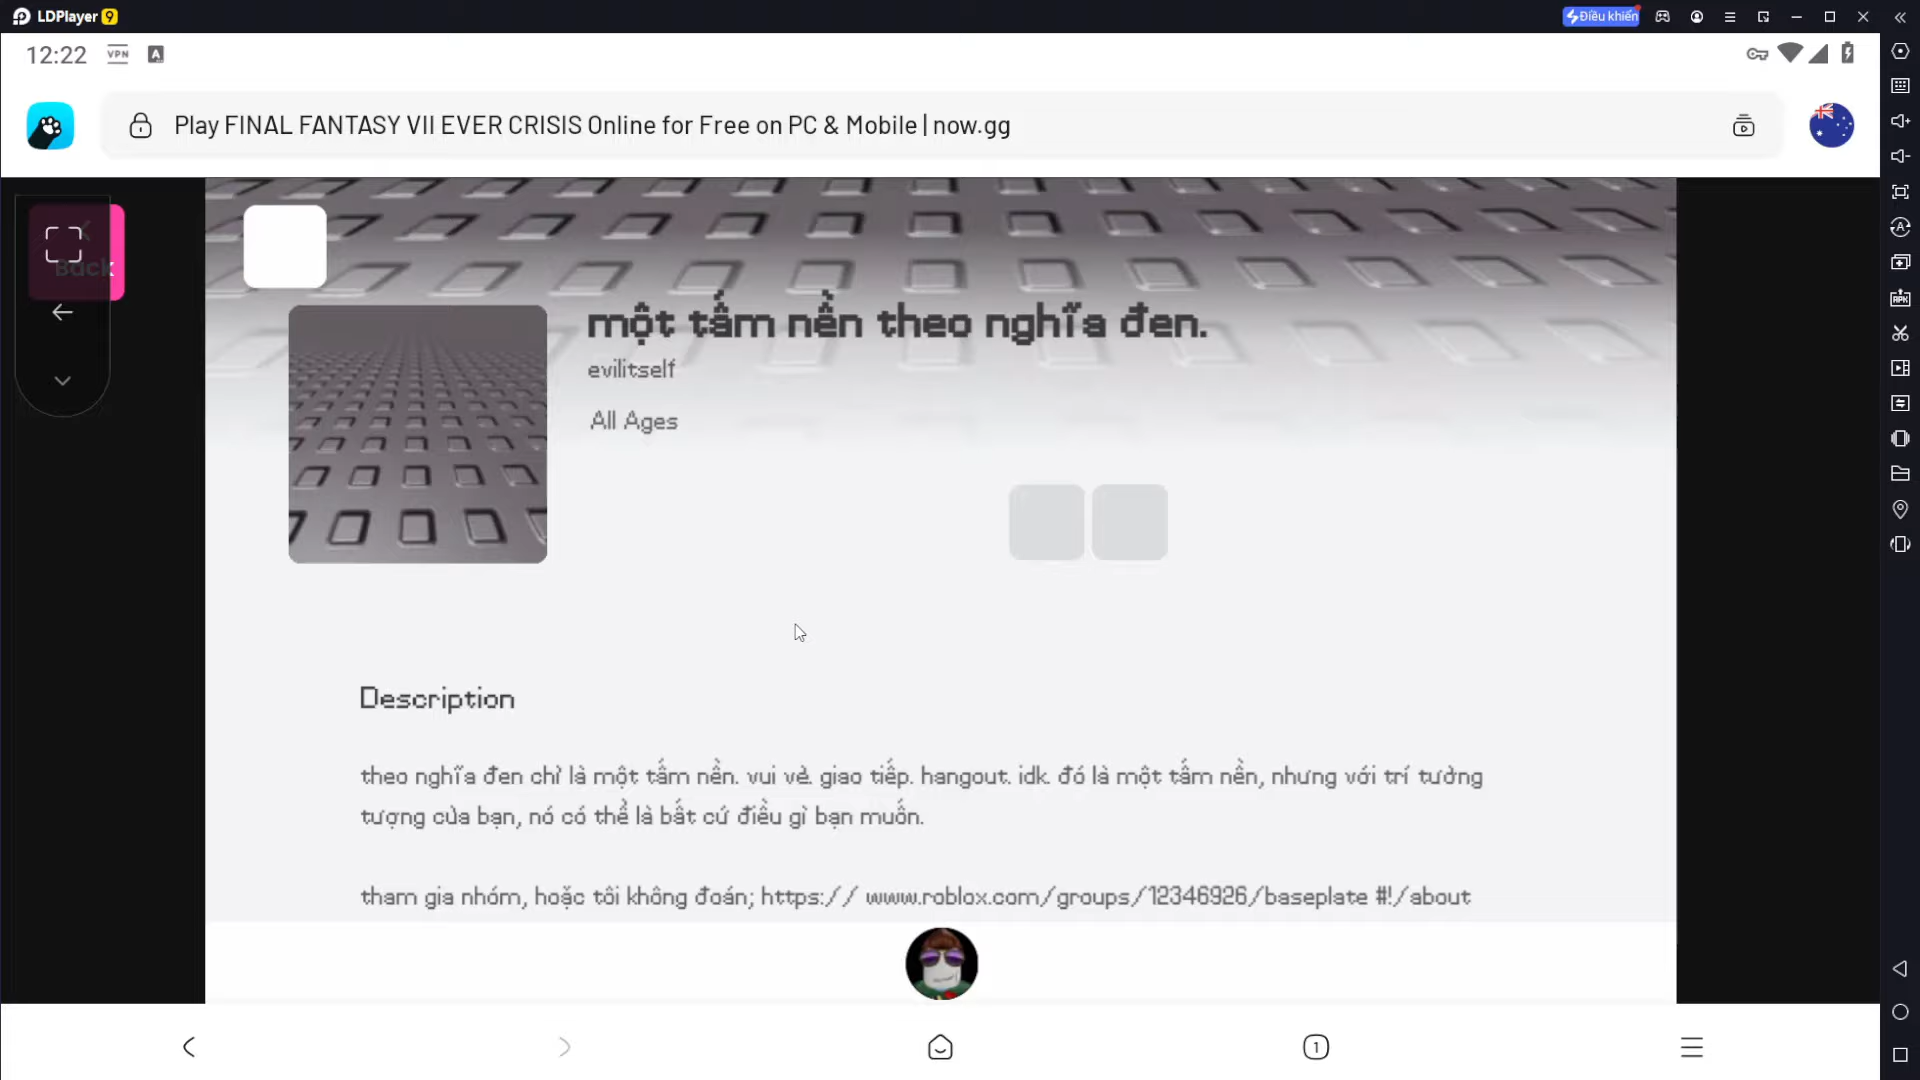 LDPlayer 9
Điều khiển
12:22 VPN A
Play FINAL FANTASY VII EVER CRISIS Online for Free on PC & Mobile | now.gg
Back
một tấm nền theo nghĩa đen.
evilitself
All Ages
Description
theo nghĩa đen chỉ là một tấm nền. vui vẻ. giao tiếp. hangout. idk. đó là một tấm nền, nhưng với trí tưởng
tượng của bạn, nó có thể là bất cứ điều gì bạn muốn.
tham gia nhóm, hoặc tôi không đoán; https:// www.roblox.com/groups/12346926/baseplate #!/about
1